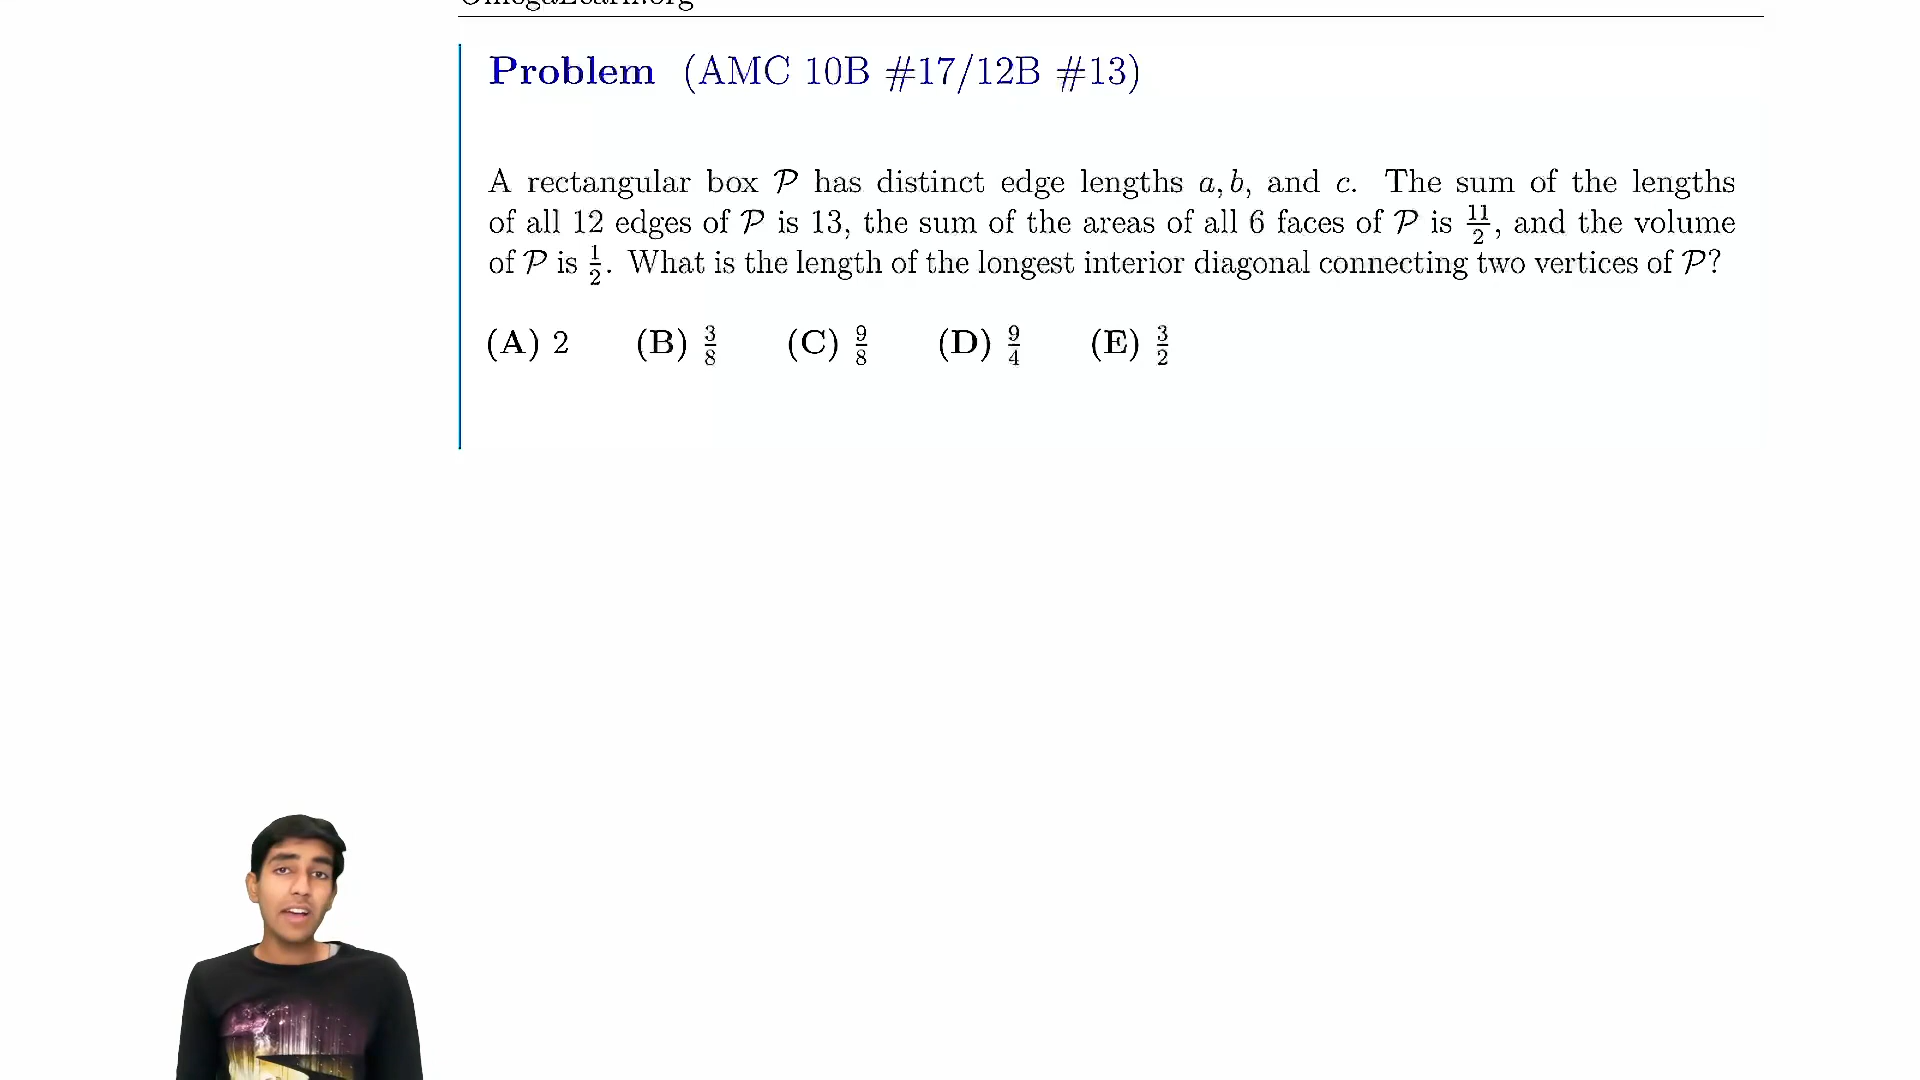 OmegaLearn.org
Problem (AMC 10B #17/12B #13)
A rectangular box 𝒫 has distinct edge lengths a, b, and c. The sum of the lengths
of all 12 edges of 𝒫 is 13, the sum of the areas of all 6 faces of 𝒫 is 11/2, and the volume
of 𝒫 is 1/2. What is the length of the longest interior diagonal connecting two vertices of 𝒫?
(A) 2 (B) 3/8 (C) 9/8 (D) 9/4 (E) 3/2